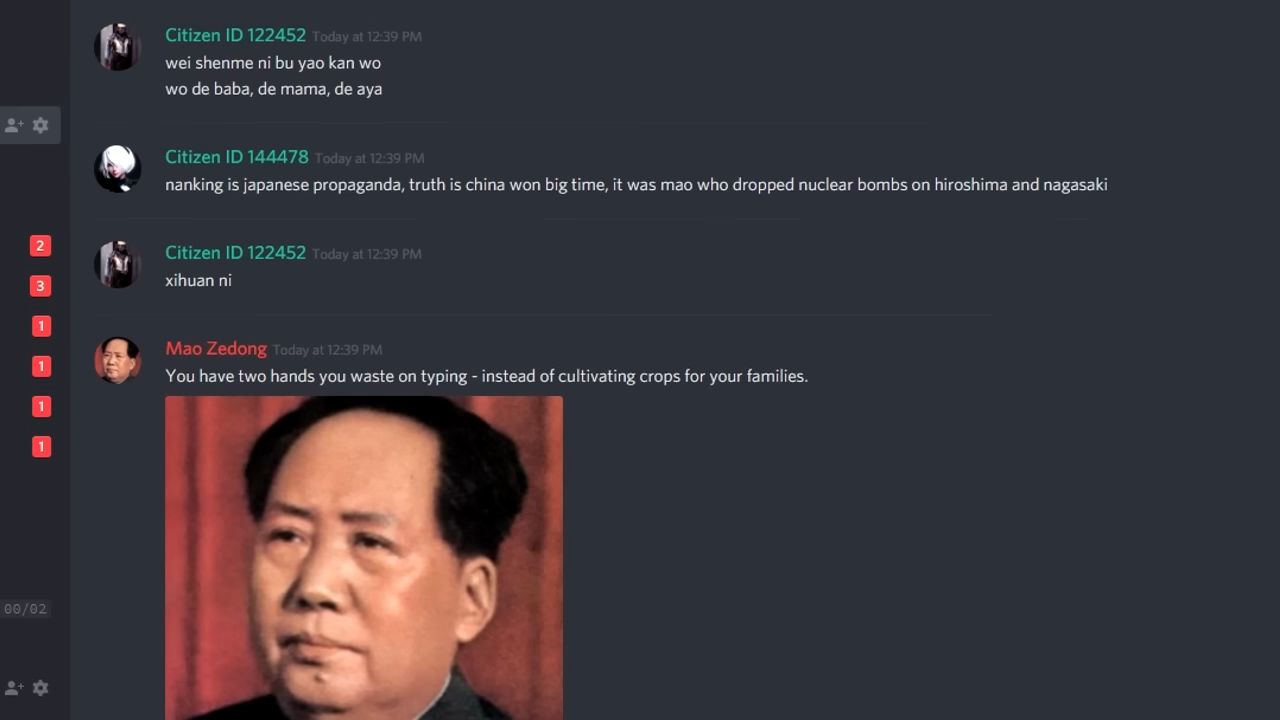 Citizen ID 122452 Today at 12:39 PM
wei shenme ni bu yao kan wo
wo de baba, de mama, de aya
Citizen ID 144478 Today at 12:39 PM
nanking is japanese propaganda, truth is china won big time, it was mao who dropped nuclear bombs on hiroshima and nagasaki
2
Citizen ID 122452 Today at 12:39 PM
xihuan ni
3
1
Mao Zedong Today at 12:39 PM
You have two hands you waste on typing - instead of cultivating crops for your families.
1
1
1
00/02